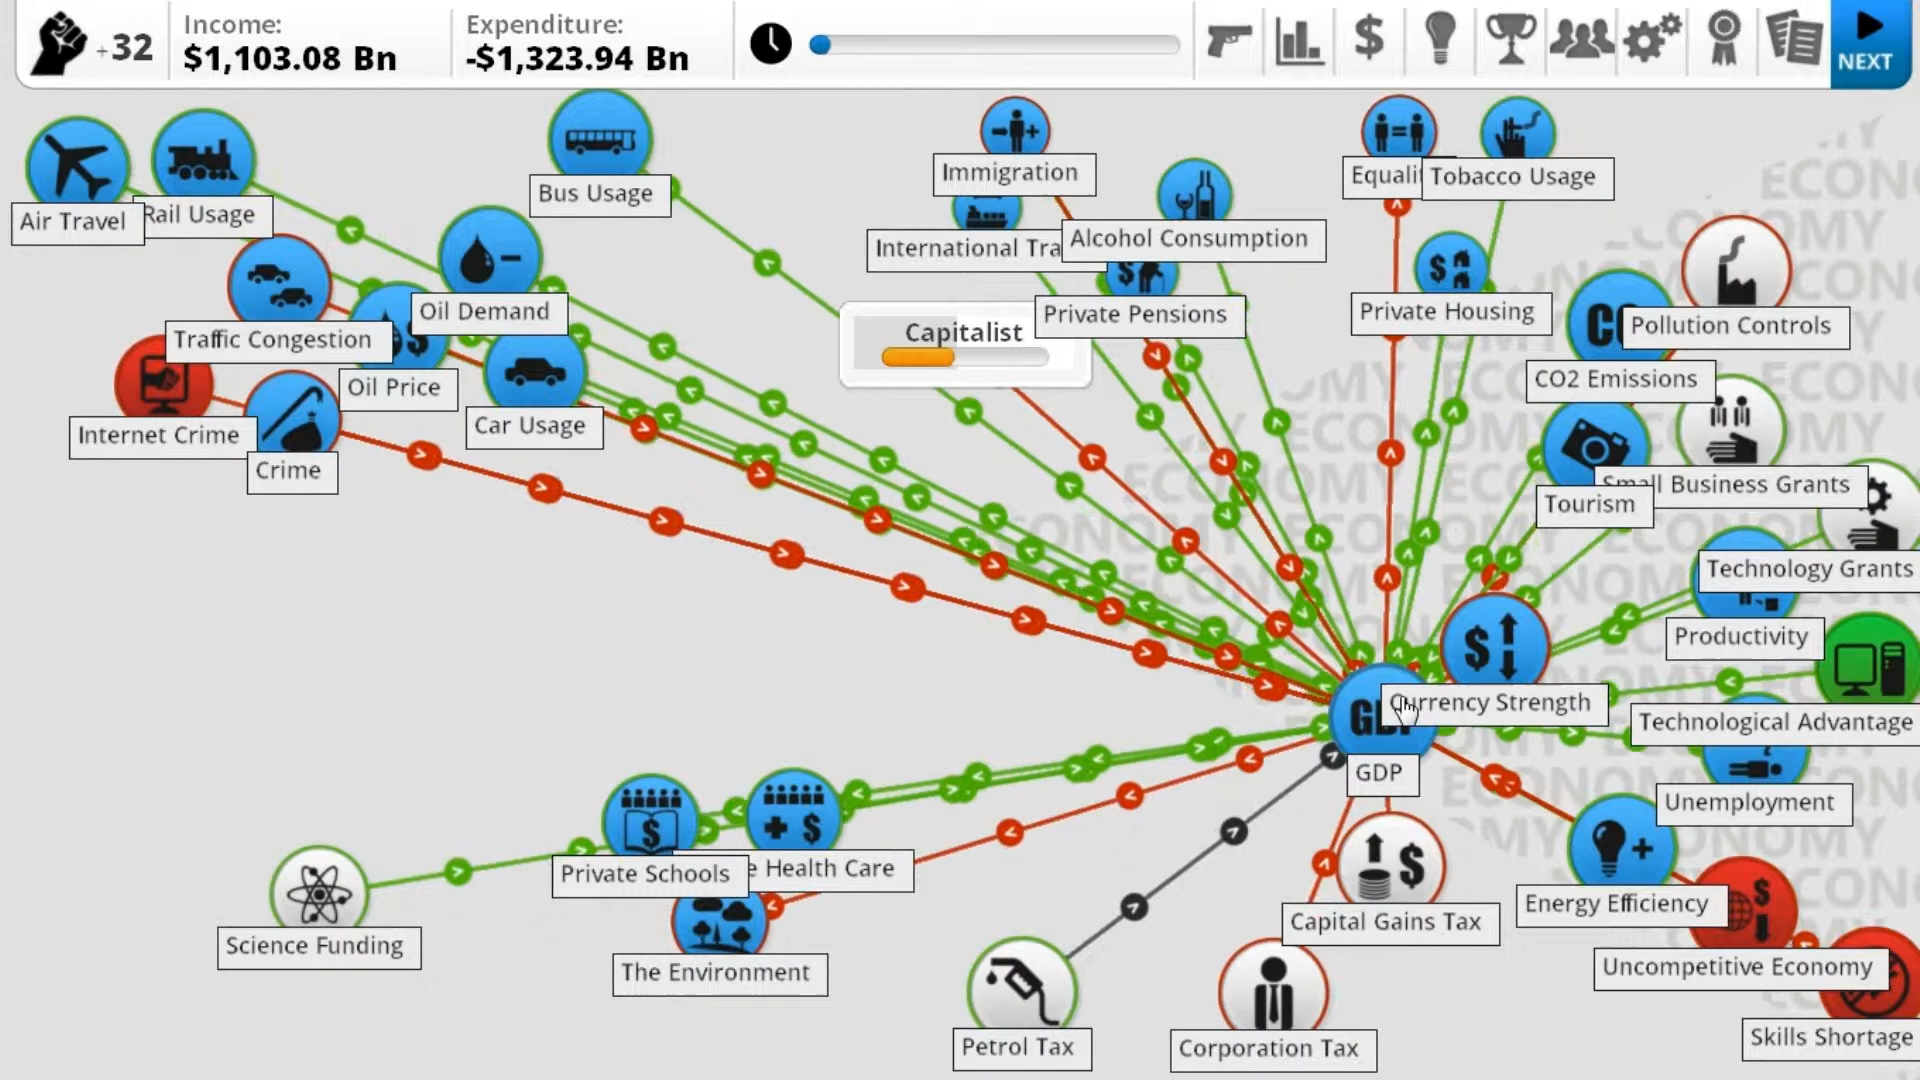 +32
Income:
$1,103.08 Bn
Expenditure:
-$1,323.94 Bn
NEXT
Air Travel
Rail Usage
Bus Usage
Immigration
International Tra
Alcohol Consumption
Equali
Tobacco Usage
Traffic Congestion
Oil Demand
Private Pensions
Private Housing
Pollution Controls
Capitalist
CO2 Emissions
Oil Price
Internet Crime
Car Usage
Crime
Small Business Grants
Tourism
Technology Grants
Productivity
Currency Strength
Technological Advantage
GDP
Unemployment
Private Schools
e Health Care
Energy Efficiency
Capital Gains Tax
Science Funding
The Environment
Uncompetitive Economy
Petrol Tax
Corporation Tax
Skills Shortage
ECONOMY